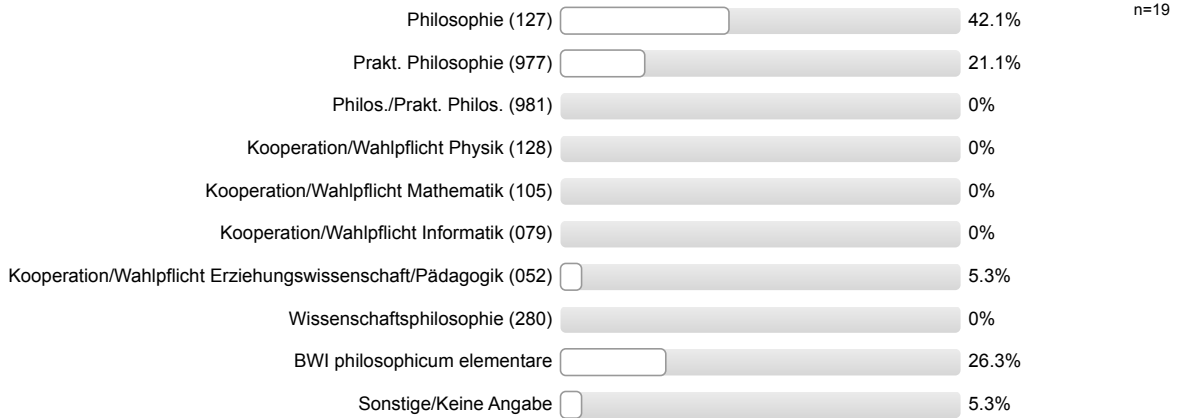 Philosophie (127) 42.1% n=19
Prakt. Philosophie (977) 21.1%
Philos./Prakt. Philos. (981) 0%
Kooperation/Wahlpflicht Physik (128) 0%
Kooperation/Wahlpflicht Mathematik (105) 0%
Kooperation/Wahlpflicht Informatik (079) 0%
Kooperation/Wahlpflicht Erziehungswissenschaft/Pädagogik (052) 5.3%
Wissenschaftsphilosophie (280) 0%
BWI philosophicum elementare 26.3%
Sonstige/Keine Angabe 5.3%